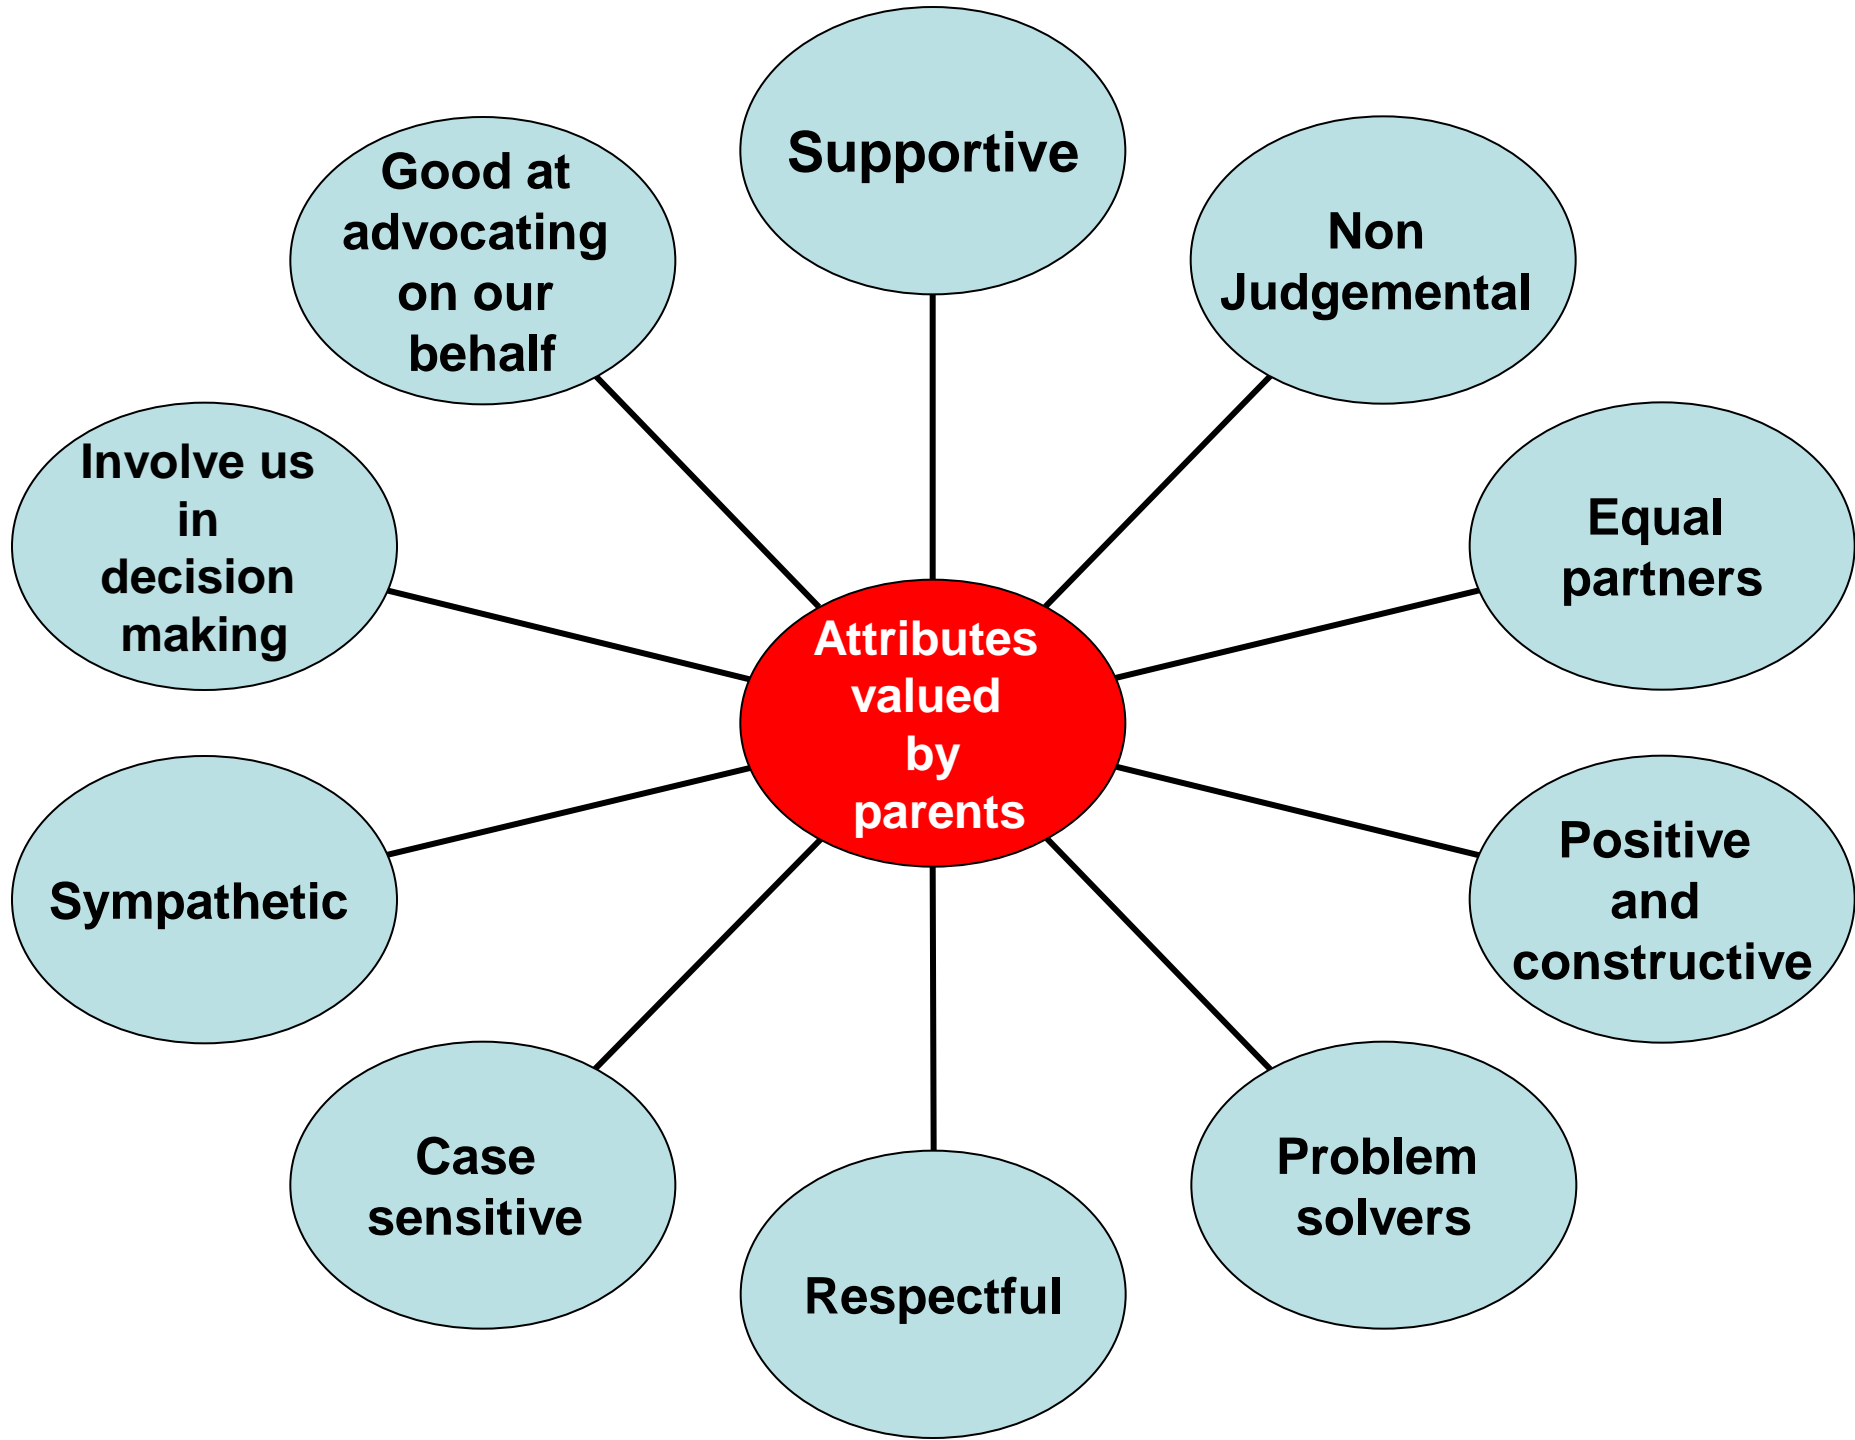 Supportive
Non
Judgemental
Equal
partners
Positive
and
constructive
Problem
solvers
Respectful
Case
sensitive
Sympathetic
Involve us
in
decision
making
Good at
advocating
on our
behalf
Attributes
valued
by
parents